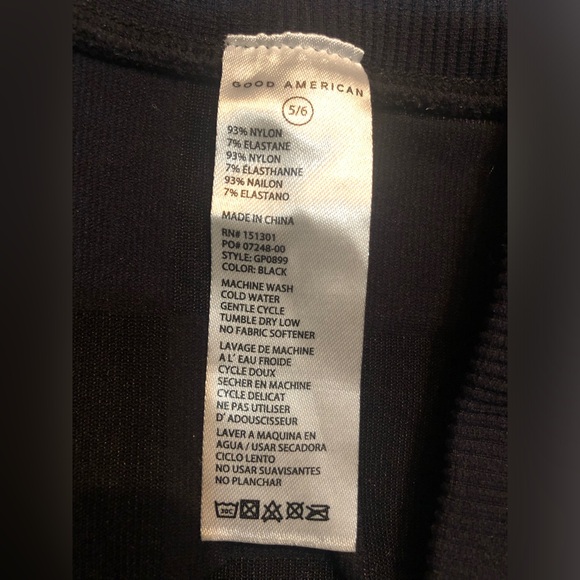 GOOD AMERICAN
5/6
93% NYLON
7% ELASTANE
93% NYLON
7% ÉLASTHANNE
93% NAILON
7% ELASTANO
MADE IN CHINA
RN# 151301
PO# 07248-00
STYLE: GP0899
COLOR: BLACK
MACHINE WASH
COLD WATER
GENTLE CYCLE
TUMBLE DRY LOW
NO FABRIC SOFTENER
LAVAGE DE MACHINE
A L' EAU FROIDE
CYCLE DOUX
SECHER EN MACHINE
CYCLE DELICAT
NE PAS UTILISER
D' ADOUSCISSEUR
LAVER A MAQUINA EN
AGUA / USAR SECADORA
CICLO LENTO
NO USAR SUAVISANTES
NO PLANCHAR
30C